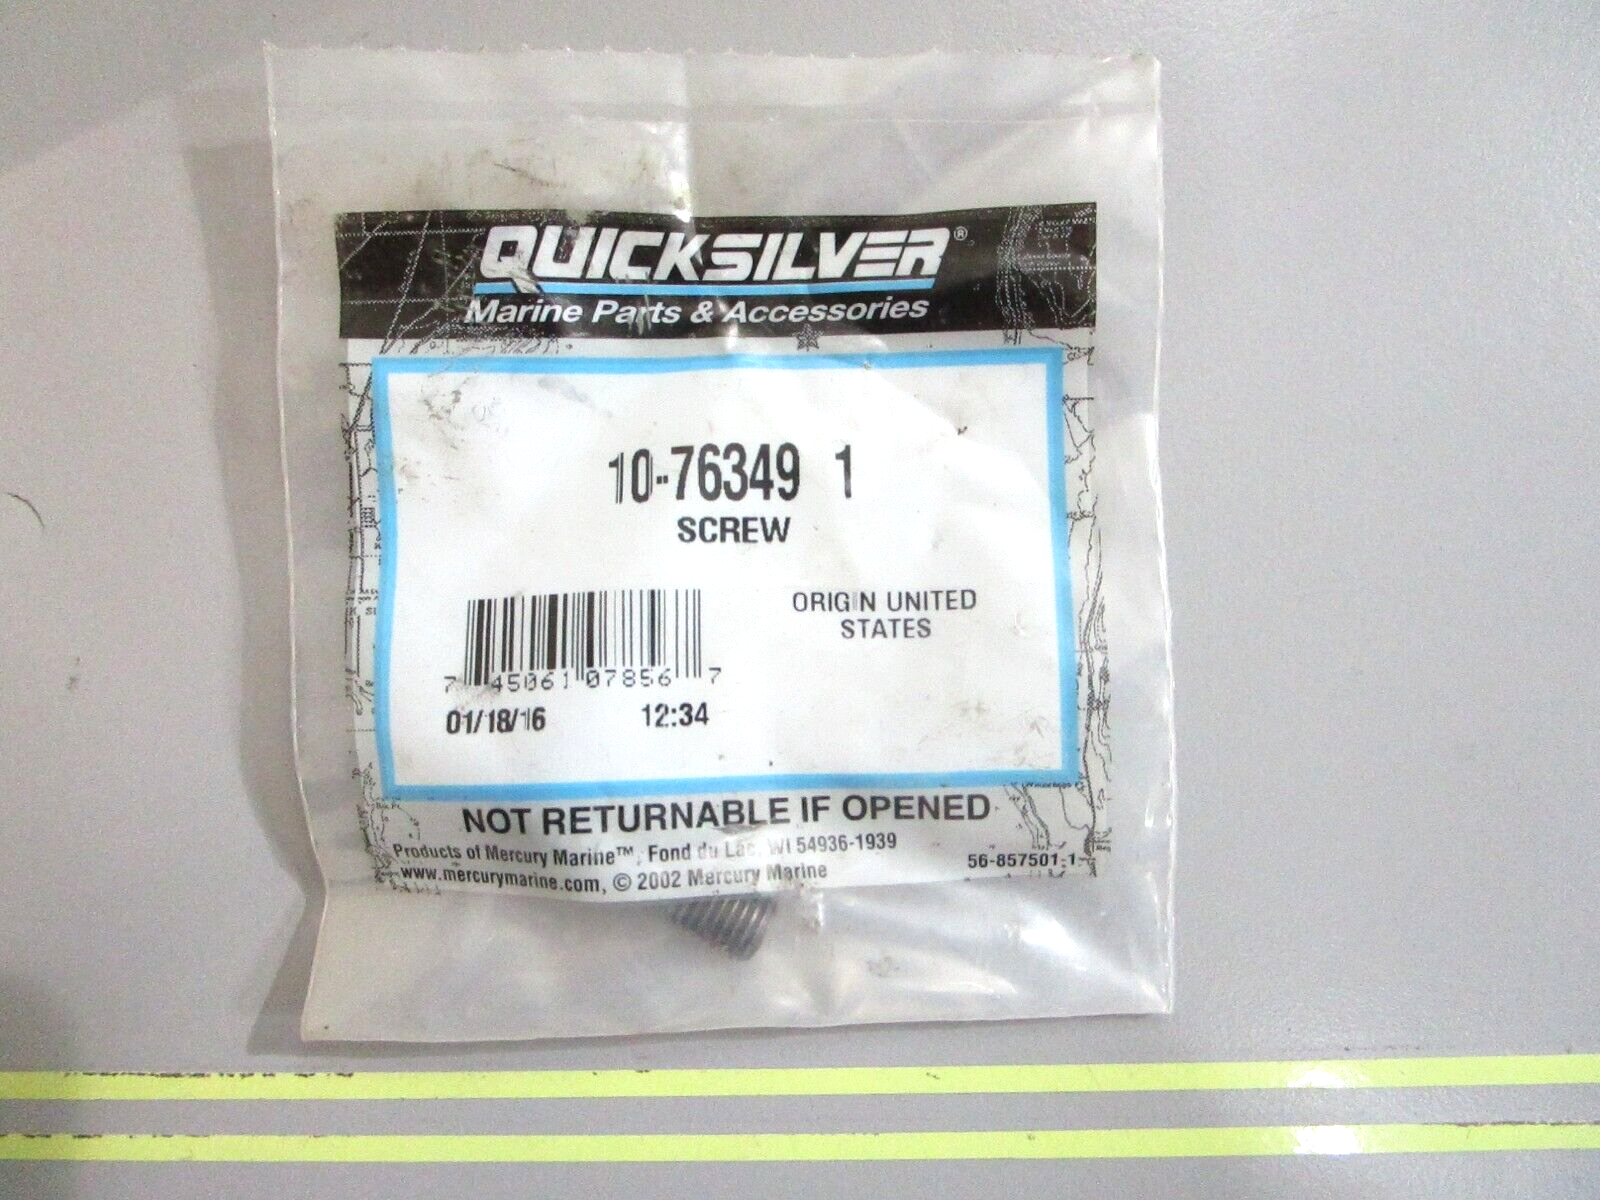 QUICKSILVER®
Marine Parts & Accessories
10-76349 1
SCREW
ORIGIN UNITED
STATES
7 45061 07856 7
01/18/16 12:34
NOT RETURNABLE IF OPENED
Products of Mercury Marine™, Fond du Lac, WI 54936-1939
www.mercurymarine.com, © 2002 Mercury Marine
56-857501-1